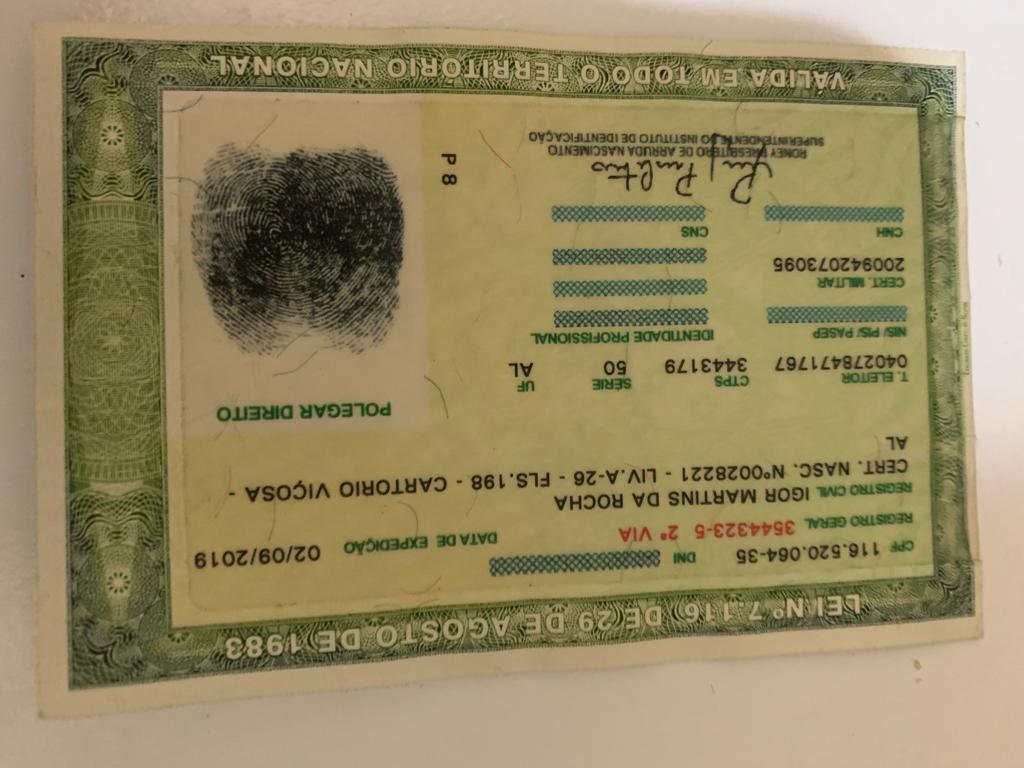 LEI Nº 7.116, DE 29 DE AGOSTO DE 1983
CPF 116.520.064-35 DNI
REGISTRO GERAL 3544323-5 2ª VIA DATA DE EXPEDIÇÃO 02/09/2019
REGISTRO CIVIL IGOR MARTINS DA ROCHA
CERT. NASC. Nº0028221 - LIV.A-26 - FLS.198 - CARTORIO VIÇOSA -
AL
T. ELEITOR CTPS SÉRIE UF
040278471767 3443179 50 AL
NIS/ PIS/ PASEP IDENTIDADE PROFISSIONAL
CERT. MILITAR
200942073095
CNH CNS
POLEGAR DIREITO
P 8
RONEY PRESBITERO DE ARRUDA NASCIMENTO
SUPERINTENDENTE DO INSTITUTO DE IDENTIFICAÇÃO
VÁLIDA EM TODO O TERRITÓRIO NACIONAL